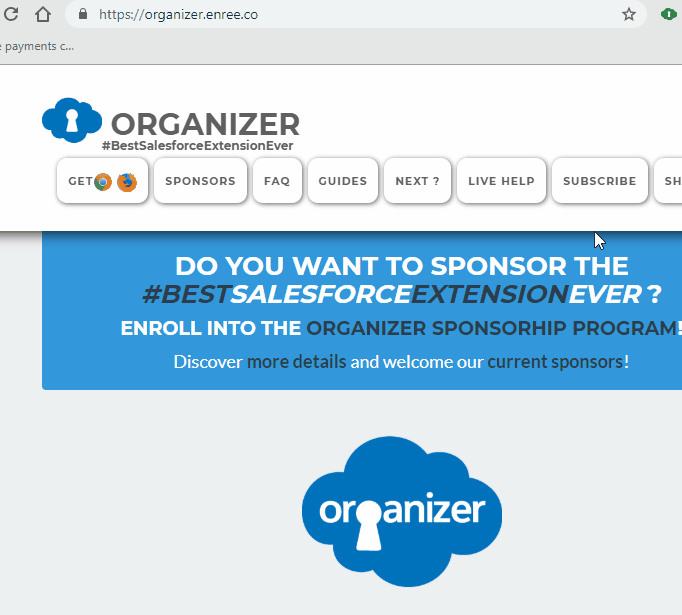 https://organizer.enree.co
payments c...
ORGANIZER
#BestSalesforceExtensionEver
GET
SPONSORS
FAQ
GUIDES
NEXT ?
LIVE HELP
SUBSCRIBE
SH
DO YOU WANT TO SPONSOR THE
#BESTSALESFORCEEXTENSIONEVER ?
ENROLL INTO THE ORGANIZER SPONSORHIP PROGRAM!
Discover more details and welcome our current sponsors!
organizer